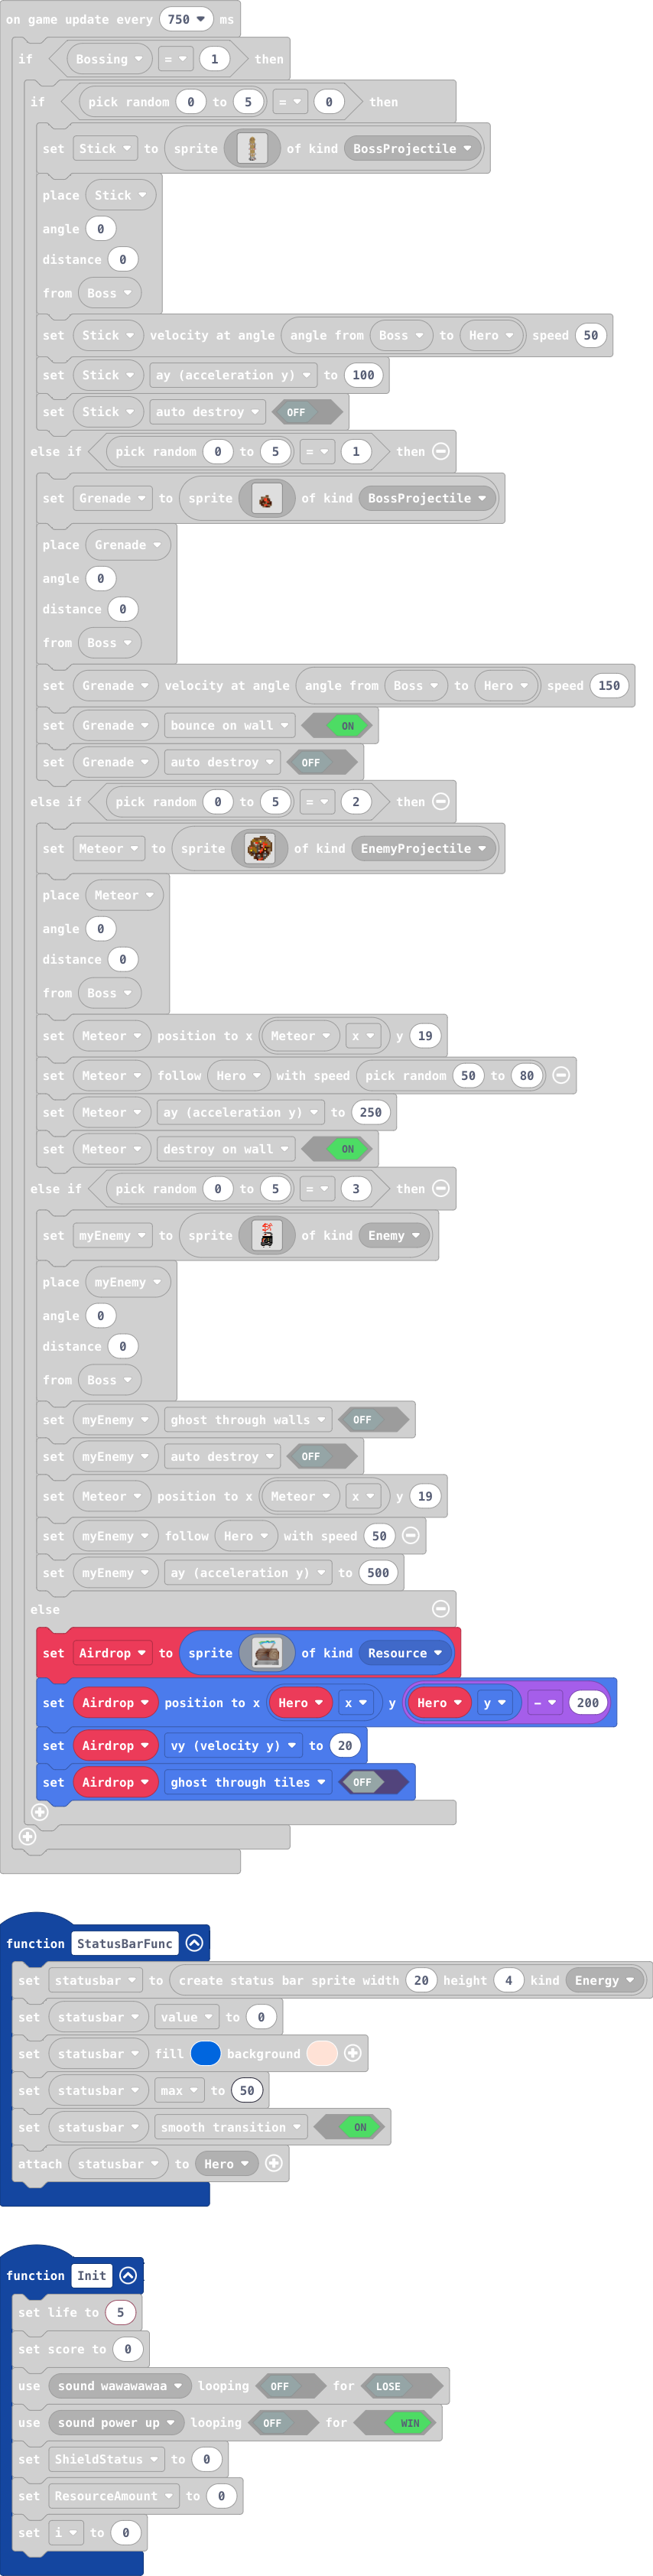 on game update every 750 ms
if Bossing = 1 then
if pick random 0 to 5 = 0 then
set Stick to sprite of kind BossProjectile
place Stick
angle 0
distance 0
from Boss
set Stick velocity at angle angle from Boss to Hero speed 50
set Stick ay (acceleration y) to 100
set Stick auto destroy OFF
else if pick random 0 to 5 = 1 then
set Grenade to sprite of kind BossProjectile
place Grenade
angle 0
distance 0
from Boss
set Grenade velocity at angle angle from Boss to Hero speed 150
set Grenade bounce on wall ON
set Grenade auto destroy OFF
else if pick random 0 to 5 = 2 then
set Meteor to sprite of kind EnemyProjectile
place Meteor
angle 0
distance 0
from Boss
set Meteor position to x Meteor x y 19
set Meteor follow Hero with speed pick random 50 to 80
set Meteor ay (acceleration y) to 250
set Meteor destroy on wall ON
else if pick random 0 to 5 = 3 then
set myEnemy to sprite of kind Enemy
place myEnemy
angle 0
distance 0
from Boss
set myEnemy ghost through walls OFF
set myEnemy auto destroy OFF
set Meteor position to x Meteor x y 19
set myEnemy follow Hero with speed 50
set myEnemy ay (acceleration y) to 500
else
set Airdrop to sprite of kind Resource
set Airdrop position to x Hero x y Hero y - 200
set Airdrop vy (velocity y) to 20
set Airdrop ghost through tiles OFF
function StatusBarFunc
set statusbar to create status bar sprite width 20 height 4 kind Energy
set statusbar value to 0
set statusbar fill background
set statusbar max to 50
set statusbar smooth transition ON
attach statusbar to Hero
function Init
set life to 5
set score to 0
use sound wawawawaa looping OFF for LOSE
use sound power up looping OFF for WIN
set ShieldStatus to 0
set ResourceAmount to 0
set i to 0